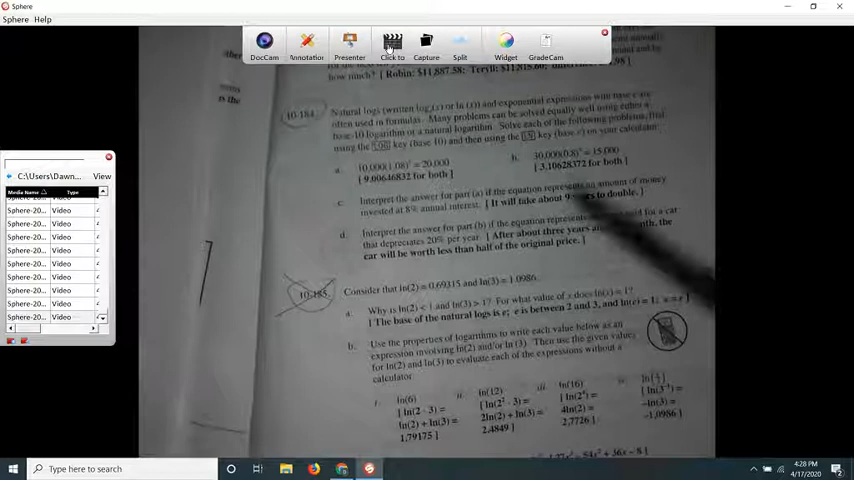 Sphere
Sphere Help
DocCam Annotation Presenter Click to Capture Split Widget GradeCam
how much? [ Robin: $11,887.58; Teryll: $11,815.60;
10-184. Natural logs (written log (x) or ln (x)) and exponential expressions with base e are
often used in formulas. Many problems can be solved equally well using either a
base-10 logarithm or a natural logarithm. Solve each of the following problems, first
using the LOG key (base 10) and then using the LN key (base e) on your calculator.
a. 10,000(1.08)ˣ = 20,000 b. 30,000(0.8)ˣ = 15,000
[ 9.00646832 for both ] [ 3.10628372 for both ]
c. Interpret the answer for part (a) if the equation represents an amount of money
invested at 8% annual interest. [ It will take about 9 years to double. ]
d. Interpret the answer for part (b) if the equation for a car
that depreciates 20% per year. [ After about three years the
car will be worth less than half of the original price. ]
10-185. Consider that ln(2) = 0.69315 and ln(3) = 1.0986.
a. Why is ln(2) < 1 and ln(3) > 1? For what value of x does ln(x) = 1?
[ The base of the natural logs is e; e is between 2 and 3, and ln(e) = 1; x = e ]
b. Use the properties of logarithms to write each value below as an
expression involving ln(2) and/or ln (3). Then use the given values
for ln(2) and ln(3) to evaluate each of the expressions without a
calculator.
i. ln(6) ii. ln(12) iii. ln(16) iv. ln(1/3)
[ ln(2 · 3) = [ ln(2² · 3) = [ ln(2⁴) = [ ln(3⁻¹) =
ln(2) + ln(3) = 2ln(2) + ln(3) = 4ln(2) = –ln(3) =
1.79175 ] 2.4849 ] 2.7726 ] –1.0986 ]
+ 36x – 8 ]
C:\Users\Dawn_ View
Media Name Type
Sphere-20... Video
Sphere-20... Video
Sphere-20... Video
Sphere-20... Video
Sphere-20... Video
Sphere-20... Video
Sphere-20... Video
Sphere-20... Video
Sphere-20... Video
Type here to search
4:28 PM
4/17/2020
2